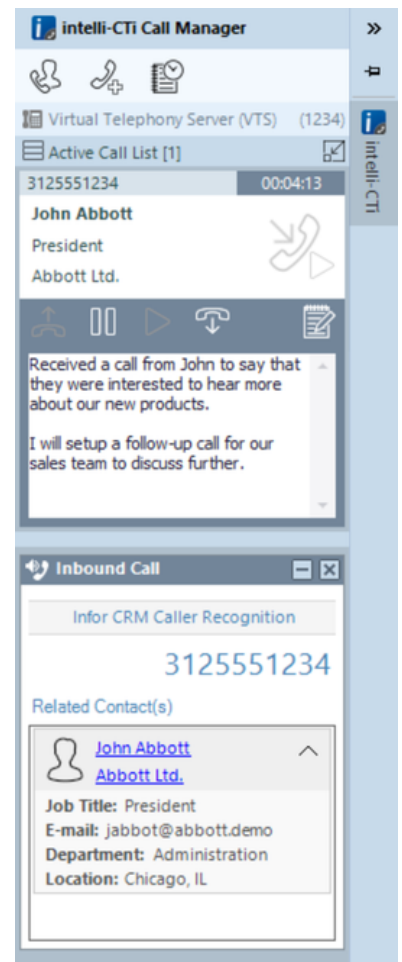 intelli-CTi Call Manager
Virtual Telephony Server (VTS) (1234)
Active Call List [1]
3125551234 00:04:13
John Abbott
President
Abbott Ltd.
Received a call from John to say that
they were interested to hear more
about our new products.
I will setup a follow-up call for our
sales team to discuss further.
Inbound Call
Infor CRM Caller Recognition
3125551234
Related Contact(s)
John Abbott
Abbott Ltd.
Job Title: President
E-mail: jabbot@abbott.demo
Department: Administration
Location: Chicago, IL
intelli-CTi